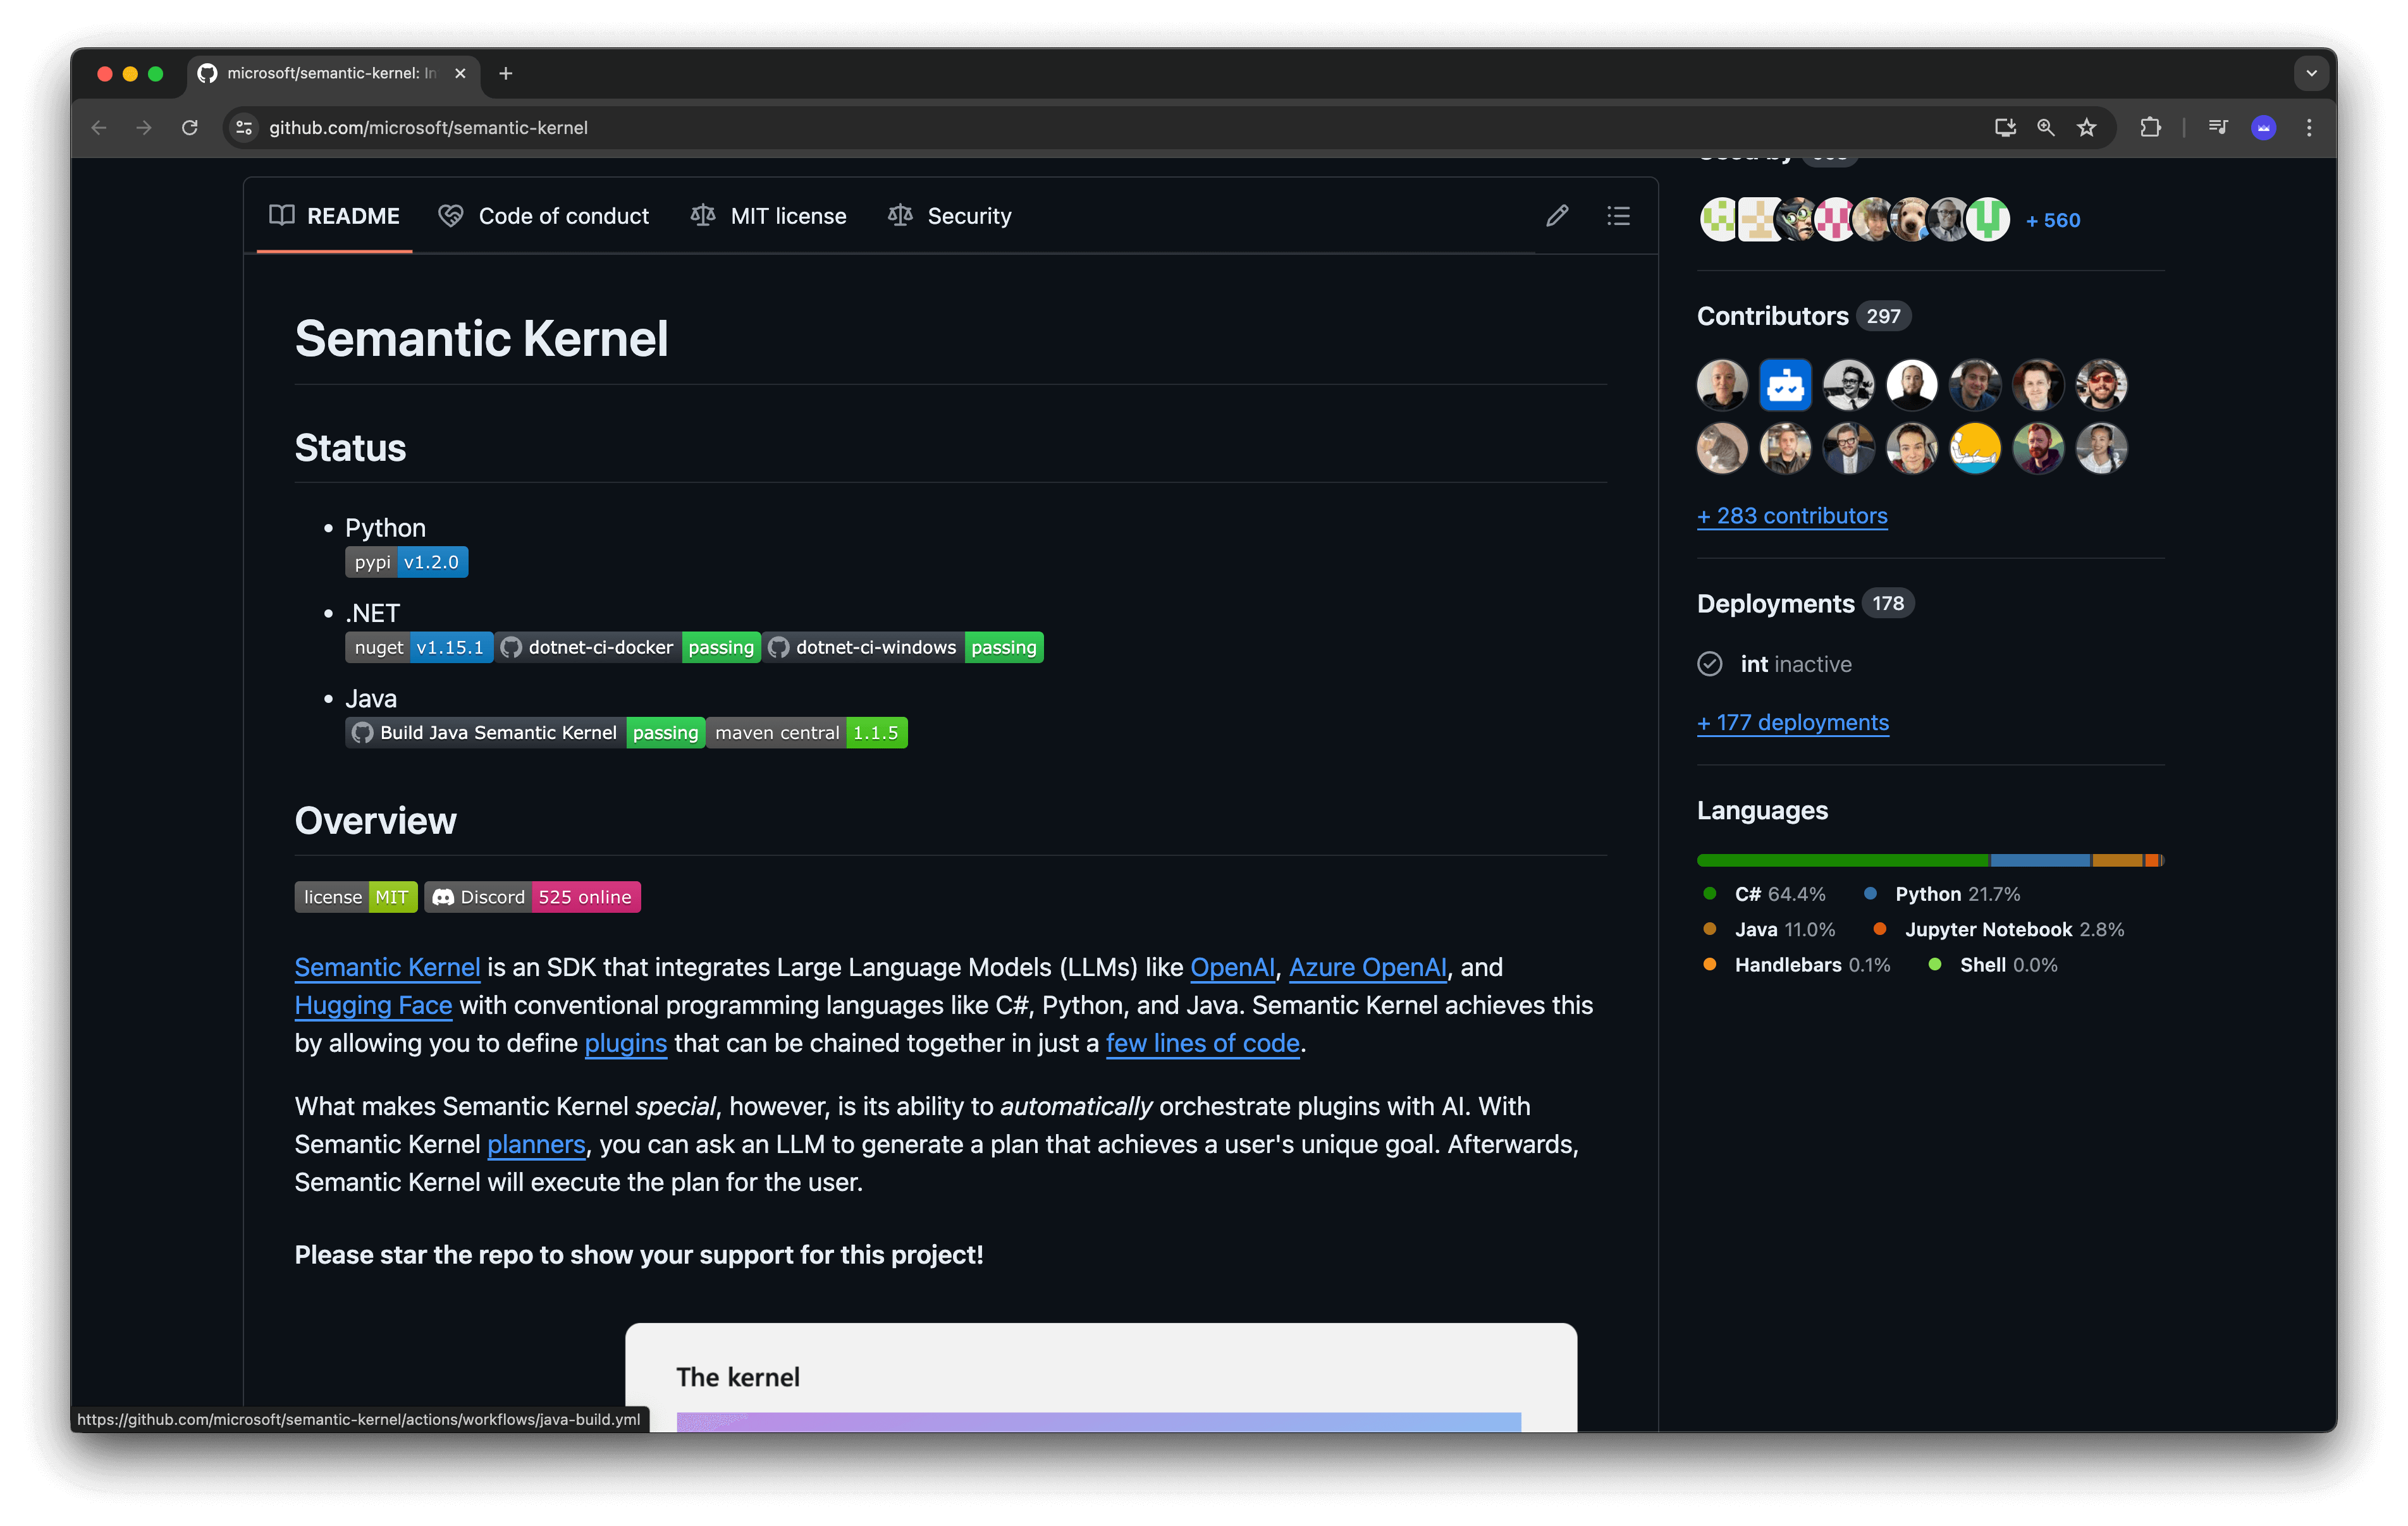 microsoft/semantic-kernel: In
github.com/microsoft/semantic-kernel
README
Code of conduct
MIT license
Security
Semantic Kernel
Status
Python
pypi v1.2.0
.NET
nuget v1.15.1 dotnet-ci-docker passing dotnet-ci-windows passing
Java
Build Java Semantic Kernel passing maven central 1.1.5
Overview
license MIT Discord 525 online
Semantic Kernel is an SDK that integrates Large Language Models (LLMs) like OpenAI, Azure OpenAI, and
Hugging Face with conventional programming languages like C#, Python, and Java. Semantic Kernel achieves this
by allowing you to define plugins that can be chained together in just a few lines of code.
What makes Semantic Kernel special, however, is its ability to automatically orchestrate plugins with AI. With
Semantic Kernel planners, you can ask an LLM to generate a plan that achieves a user's unique goal. Afterwards,
Semantic Kernel will execute the plan for the user.
Please star the repo to show your support for this project!
The kernel
https://github.com/microsoft/semantic-kernel/actions/workflows/java-build.yml
+ 560
Contributors 297
+ 283 contributors
Deployments 178
int inactive
+ 177 deployments
Languages
C# 64.4% Python 21.7%
Java 11.0% Jupyter Notebook 2.8%
Handlebars 0.1% Shell 0.0%